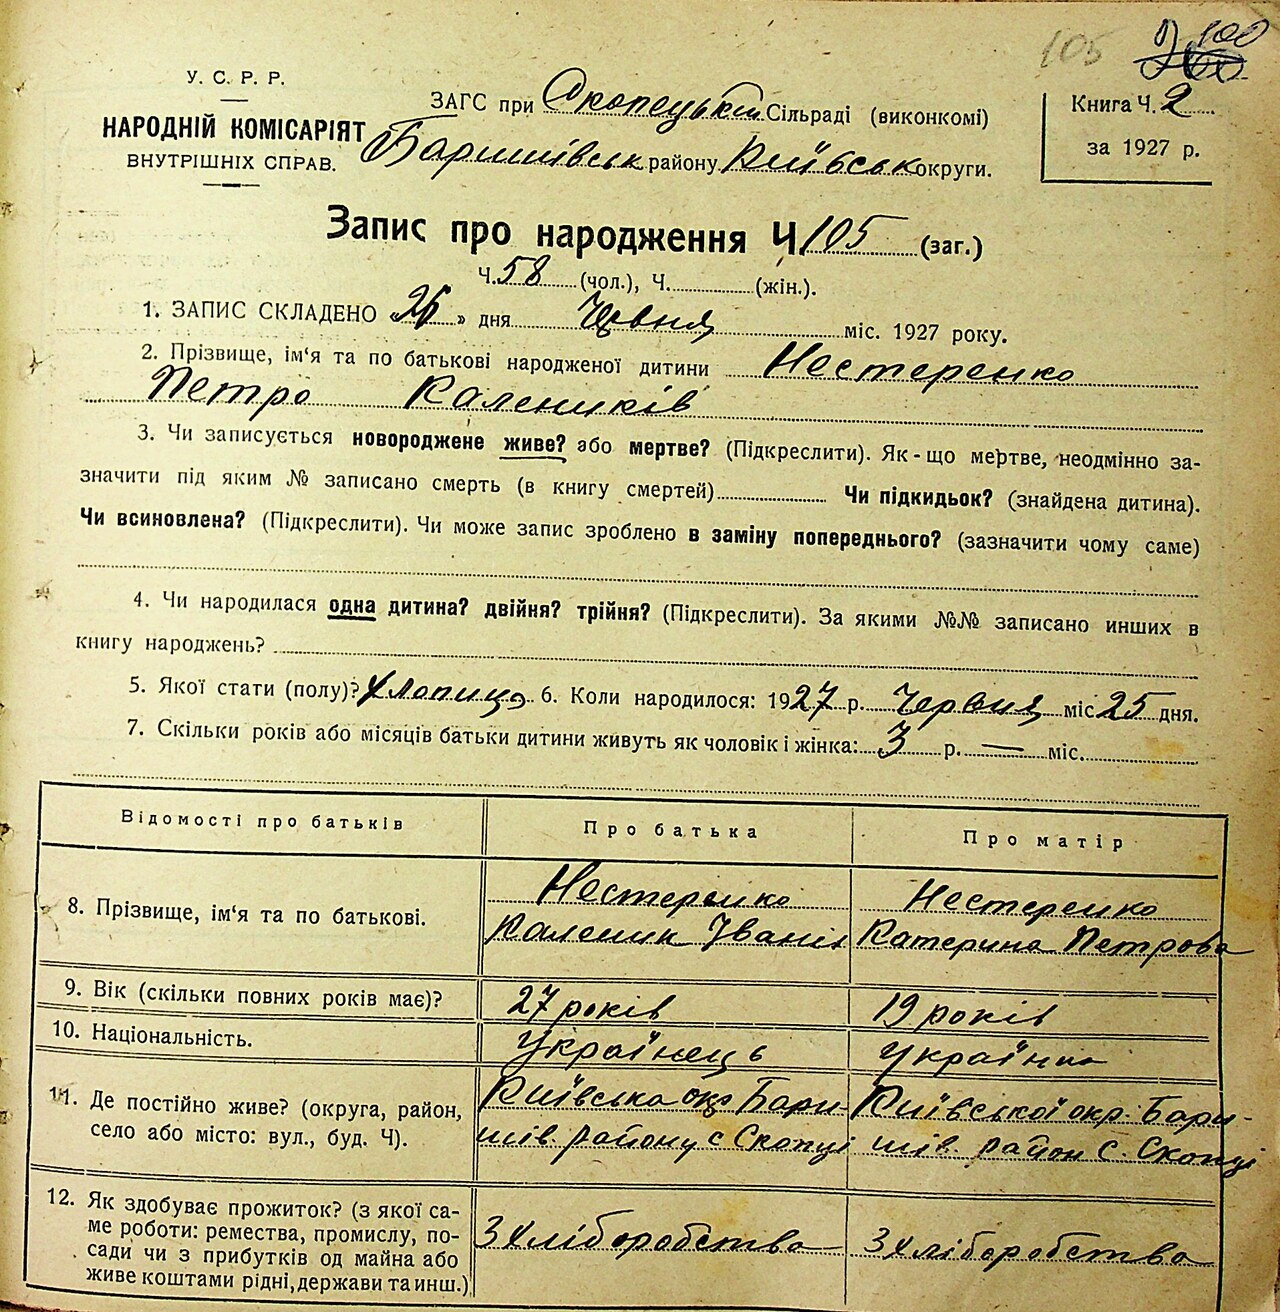 105 100
У. С. Р. Р.
НАРОДНІЙ КОМІСАРІЯТ
ВНУТРІШНІХ СПРАВ.
ЗАГС при Скопецькій Сільраді (виконкомі)
Баришівськ району Київськ округи.
Книга Ч. 2
за 1927 р.
Запис про народження Ч. 105 (заг.)
Ч. 58 (чол.), Ч. (жін.).
1. ЗАПИС СКЛАДЕНО «26» дня Червня міс. 1927 року.
2. Прізвище, ім'я та по батькові народженої дитини Нестеренко
Петро Калеників
3. Чи записується новороджене живе? або мертве? (Підкреслити). Як-що мертве, неодмінно за-
значити під яким № записано смерть (в книгу смертей) Чи підкидьок? (знайдена дитина).
Чи всиновлена? (Підкреслити). Чи може запис зроблено в заміну попереднього? (зазначити чому саме)
4. Чи народилася одна дитина? двійня? трійня? (Підкреслити). За якими №№ записано инших в
книгу народжень?
5. Якої стати (полу)? Хлопиць 6. Коли народилося: 1927 р. Червня міс 25 дня.
7. Скільки років або місяців батьки дитини живуть як чоловік і жінка: 3 р. — міс.
Відомості про батьків Про батька Про матір
8. Прізвище, ім'я та по батькові. Нестеренко Каленик Іванів Нестеренко Катерина Петрова
9. Вік (скільки повних років має)? 27 років 19 років
10. Національність. Українець Україн
11. Де постійно живе? (округа, район, Київська окр Бари- Київської окр. Бари-
село або місто: вул., буд. Ч). шів. району с Скопці шів. район с. Скопці
12. Як здобуває прожиток? (з якої са-
ме роботи: ремества, промислу, по- З хліборобства З хліборобства
сади чи з прибутків од майна або
живе коштами рідні, держави та инш.)